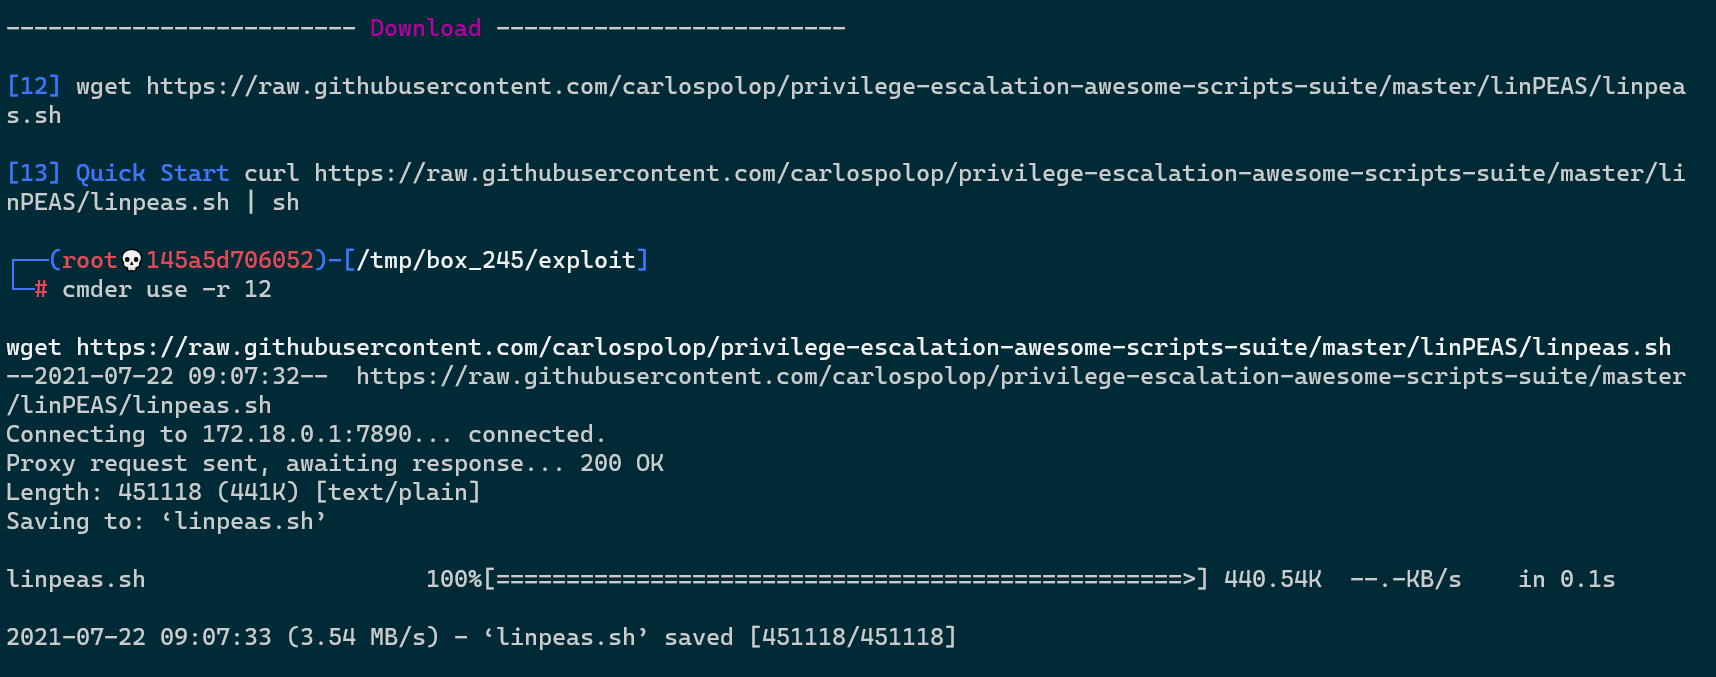 ------------------------- Download -------------------------
[12] wget https://raw.githubusercontent.com/carlospolop/privilege-escalation-awesome-scripts-suite/master/linPEAS/linpea
s.sh
[13] Quick Start curl https://raw.githubusercontent.com/carlospolop/privilege-escalation-awesome-scripts-suite/master/li
nPEAS/linpeas.sh | sh
┌──(root💀145a5d706052)-[/tmp/box_245/exploit]
└─# cmder use -r 12
wget https://raw.githubusercontent.com/carlospolop/privilege-escalation-awesome-scripts-suite/master/linPEAS/linpeas.sh
--2021-07-22 09:07:32--  https://raw.githubusercontent.com/carlospolop/privilege-escalation-awesome-scripts-suite/master
/linPEAS/linpeas.sh
Connecting to 172.18.0.1:7890... connected.
Proxy request sent, awaiting response... 200 OK
Length: 451118 (441K) [text/plain]
Saving to: ‘linpeas.sh’
linpeas.sh                    100%[=================================================>] 440.54K  --.-KB/s    in 0.1s
2021-07-22 09:07:33 (3.54 MB/s) - ‘linpeas.sh’ saved [451118/451118]